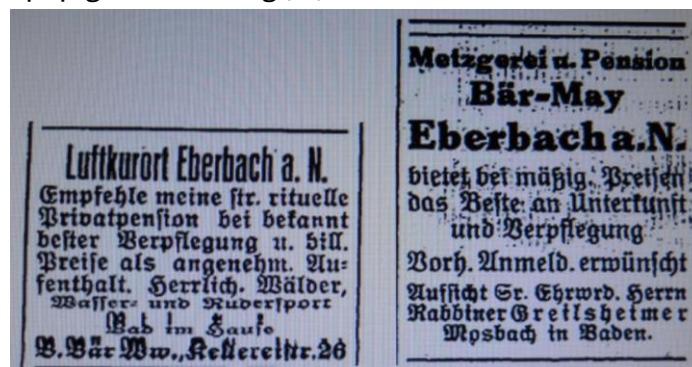 Luftkurort Eberbach a. N.
Empfehle meine str. rituelle
Privatpension bei bekannt
bester Verpflegung u. bill.
Preise als angenehm. Au-
fenthalt. Herrlich. Wälder,
Wasser- und Rudersport
Bad im Hause
B. Bär Ww., Kellereistr. 26
Metzgerei u. Pension
Bär-May
Eberbach a. N.
bietet bei mäßig. Preisen
das Beste an Unterkunft
und Verpflegung
Vorh. Anmeld. erwünscht
Aufsicht Sr. Ehrwrd. Herrn
Rabbiner Greilsheimer
Mosbach in Baden.